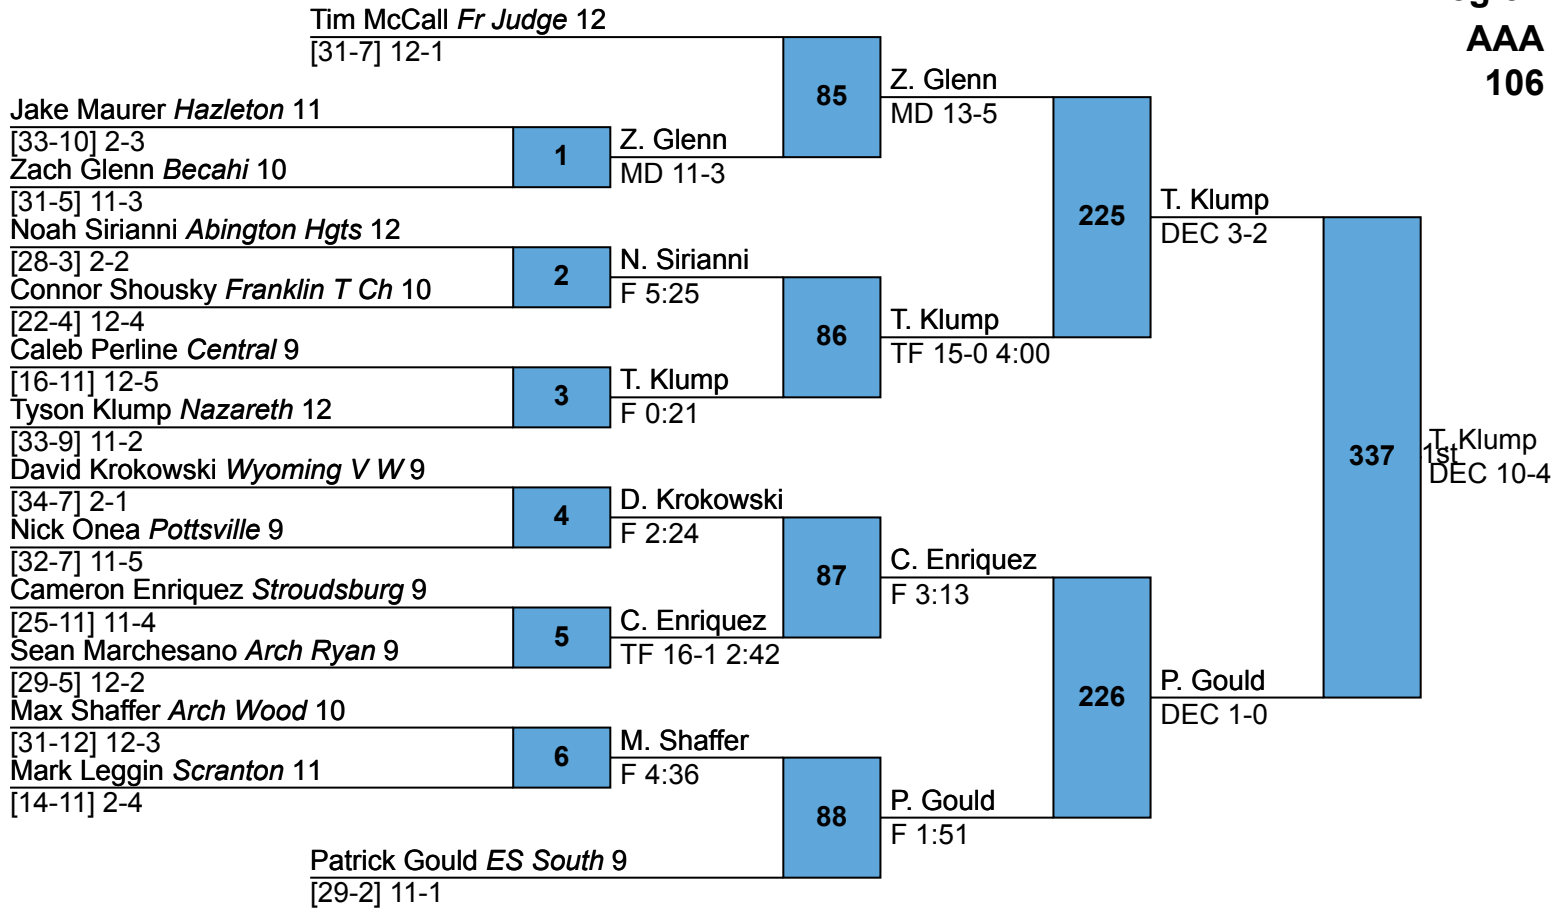 AAA
106
Tim McCall Fr Judge 12
[31-7] 12-1
85
Z. Glenn
MD 13-5
Jake Maurer Hazleton 11
[33-10] 2-3
Zach Glenn Becahi 10
[31-5] 11-3
1
Z. Glenn
MD 11-3
Noah Sirianni Abington Hgts 12
[28-3] 2-2
Connor Shousky Franklin T Ch 10
[22-4] 12-4
2
N. Sirianni
F 5:25
225
T. Klump
DEC 3-2
86
T. Klump
TF 15-0 4:00
Caleb Perline Central 9
[16-11] 12-5
Tyson Klump Nazareth 12
[33-9] 11-2
3
T. Klump
F 0:21
337
T. Klump
1st
DEC 10-4
David Krokowski Wyoming V W 9
[34-7] 2-1
Nick Onea Pottsville 9
[32-7] 11-5
4
D. Krokowski
F 2:24
87
C. Enriquez
F 3:13
Cameron Enriquez Stroudsburg 9
[25-11] 11-4
Sean Marchesano Arch Ryan 9
[29-5] 12-2
5
C. Enriquez
TF 16-1 2:42
226
P. Gould
DEC 1-0
Max Shaffer Arch Wood 10
[31-12] 12-3
Mark Leggin Scranton 11
[14-11] 2-4
6
M. Shaffer
F 4:36
88
P. Gould
F 1:51
Patrick Gould ES South 9
[29-2] 11-1